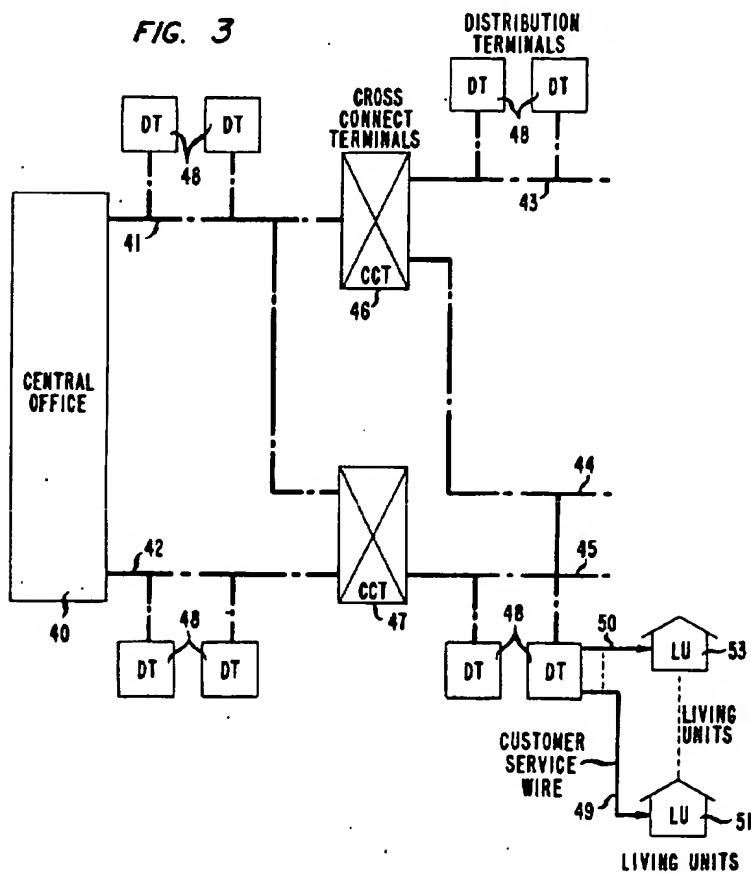 FIG. 3
DISTRIBUTION
TERMINALS
DT
DT
DT
DT
48
48
CROSS
CONNECT
TERMINALS
41
43
CCT
46
CENTRAL
OFFICE
44
42
45
CCT
40
47
48
48
50
DT
DT
DT
DT
LU
53
LIVING
UNITS
CUSTOMER
SERVICE
WIRE
49
LU
51
LIVING UNITS